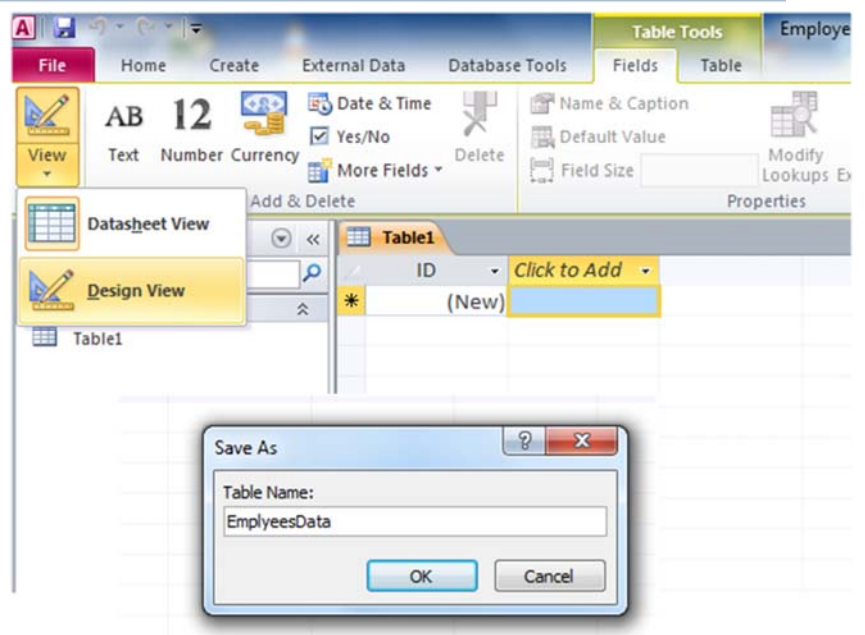 A
Table Tools
Employe
File Home Create External Data Database Tools Fields Table
View
AB Text
12 Number
Currency
Date & Time
Yes/No
More Fields
Delete
Name & Caption
Default Value
Field Size
Modify
Lookups Ex
Add & Delete
Properties
Datasheet View
Design View
Table1
«
Table1
ID Click to Add
* (New)
Save As
? X
Table Name:
EmplyeesData
OK Cancel